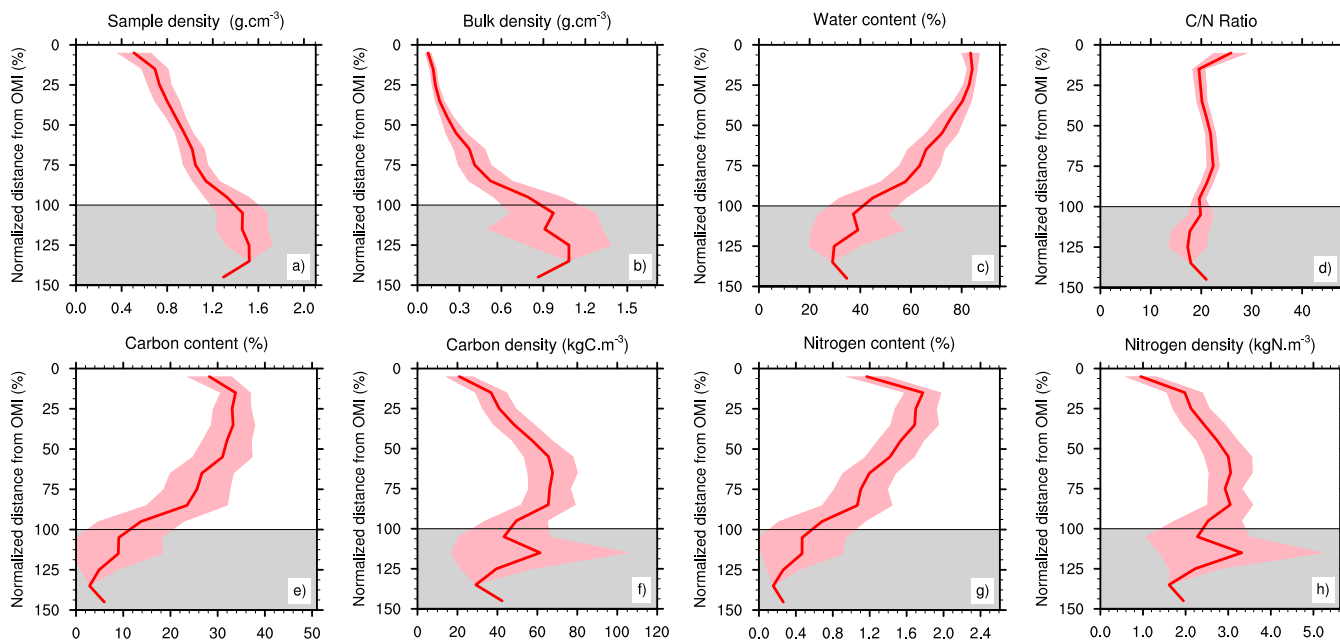 Sample density (g.cm⁻³)
Bulk density (g.cm⁻³)
Water content (%)
C/N Ratio
Normalized distance from OMI (%)
0
25
50
75
100
125
150
0.0 0.4 0.8 1.2 1.6 2.0
a)
Normalized distance from OMI (%)
0
25
50
75
100
125
150
0.0 0.3 0.6 0.9 1.2 1.5
b)
Normalized distance from OMI (%)
0
25
50
75
100
125
150
0 20 40 60 80
c)
Normalized distance from OMI (%)
0
25
50
75
100
125
150
0 10 20 30 40
d)
Carbon content (%)
Carbon density (kgC.m⁻³)
Nitrogen content (%)
Nitrogen density (kgN.m⁻³)
Normalized distance from OMI (%)
0
25
50
75
100
125
150
0 10 20 30 40 50
e)
Normalized distance from OMI (%)
0
25
50
75
100
125
150
0 20 40 60 80 100 120
f)
Normalized distance from OMI (%)
0
25
50
75
100
125
150
0.0 0.4 0.8 1.2 1.6 2.0 2.4
g)
Normalized distance from OMI (%)
0
25
50
75
100
125
150
0.0 1.0 2.0 3.0 4.0 5.0
h)